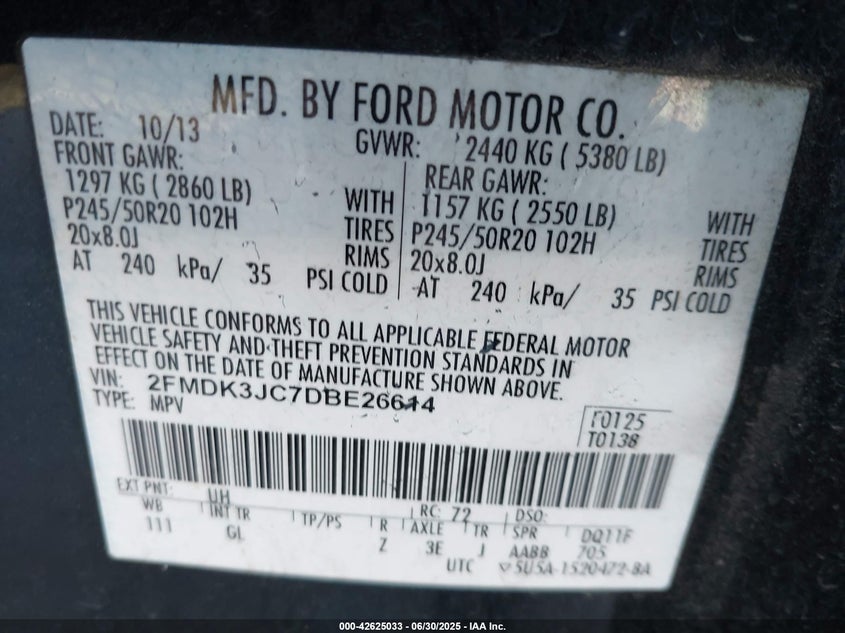 MFD. BY FORD MOTOR CO.
DATE: 10/13 GVWR: 2440 KG ( 5380 LB)
FRONT GAWR: REAR GAWR:
1297 KG ( 2860 LB) WITH 1157 KG ( 2550 LB) WITH
P245/50R20 102H TIRES P245/50R20 102H TIRES
20x8.0J RIMS 20x8.0J RIMS
AT 240 kPa/ 35 PSI COLD AT 240 kPa/ 35 PSI COLD
THIS VEHICLE CONFORMS TO ALL APPLICABLE FEDERAL MOTOR
VEHICLE SAFETY AND THEFT PREVENTION STANDARDS IN
EFFECT ON THE DATE OF MANUFACTURE SHOWN ABOVE.
VIN: 2FMDK3JC7DBE26614
TYPE: MPV
T0125
T0138
EXT PNT: UH RC: 72 DSO:
WB INT TR TP/PS R AXLE TR SPR DQ11F
111 GL Z 3E J AABB 705
UTC 5U5A-1520472-BA
000-42625033 - 06/30/2025 - IAA Inc.